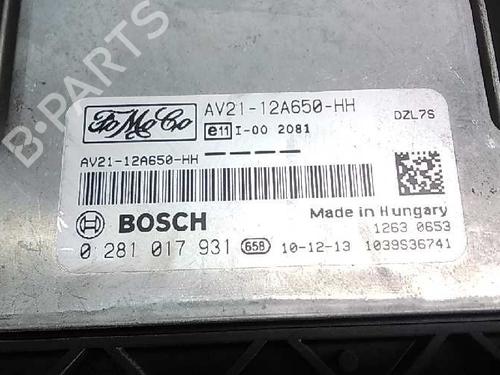 B-PARTS
FoMoCo
AV21-12A650-HH
DZL7S
e11 I-00 2081
AV21-12A650-HH ----
BOSCH
Made in Hungary
1263 0653
0 281 017 931 658 10-12-13 1039S36741